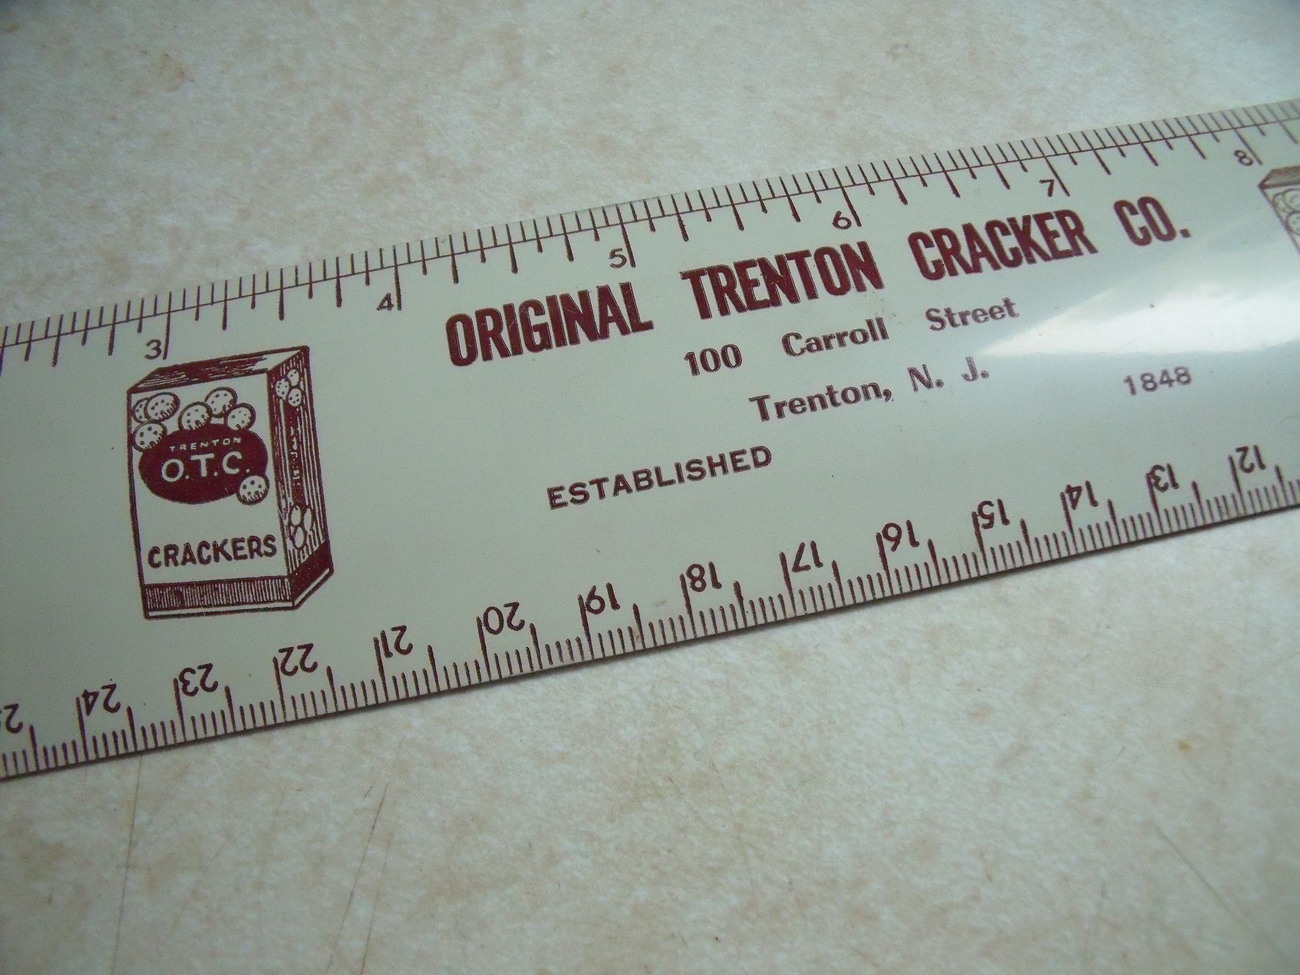 3 4 5 6 7 8
ORIGINAL TRENTON CRACKER CO.
100 Carroll Street
Trenton, N. J.
ESTABLISHED 1848
TRENTON
O.T.C.
CRACKERS
24 23 22 21 20 19 18 17 16 15 14 13 12